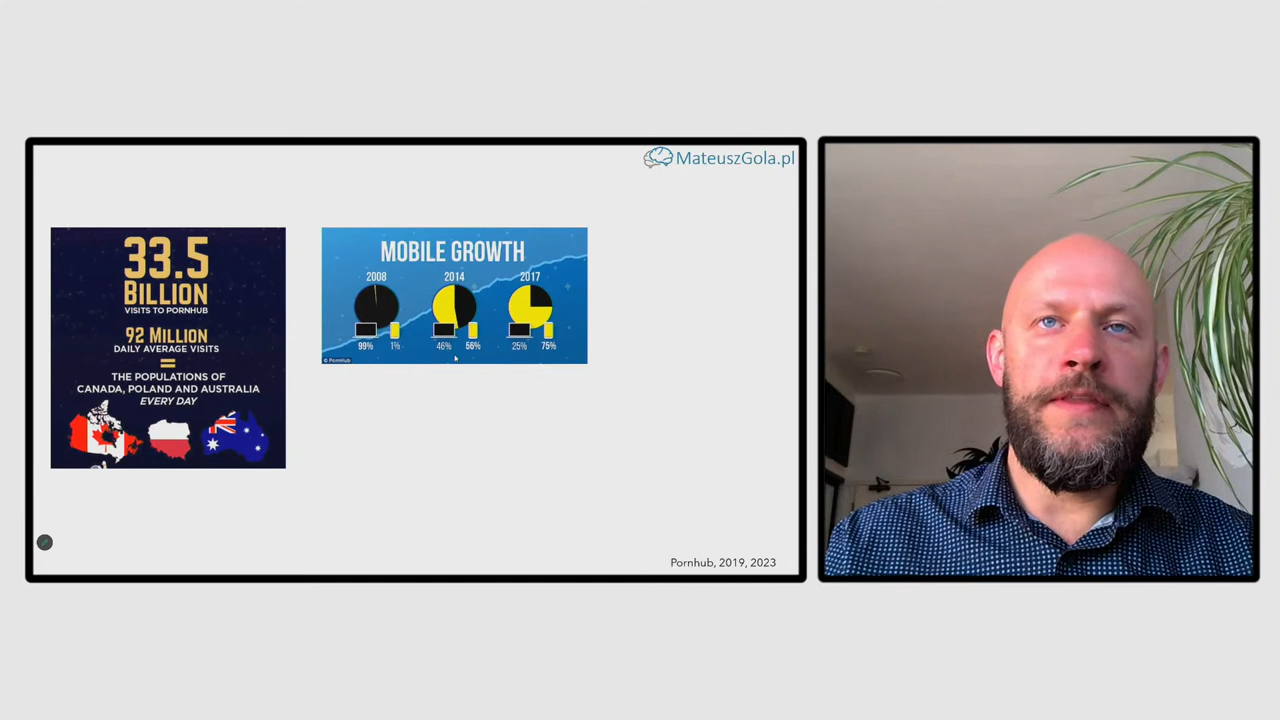 MateuszGola.pl
33.5
BILLION
VISITS TO PORNHUB
92 MILLION
DAILY AVERAGE VISITS
=
THE POPULATIONS OF
CANADA, POLAND AND AUSTRALIA
EVERY DAY
MOBILE GROWTH
2008 2014 2017
99% 1% 46% 56% 25% 75%
© PornHub
Pornhub, 2019, 2023